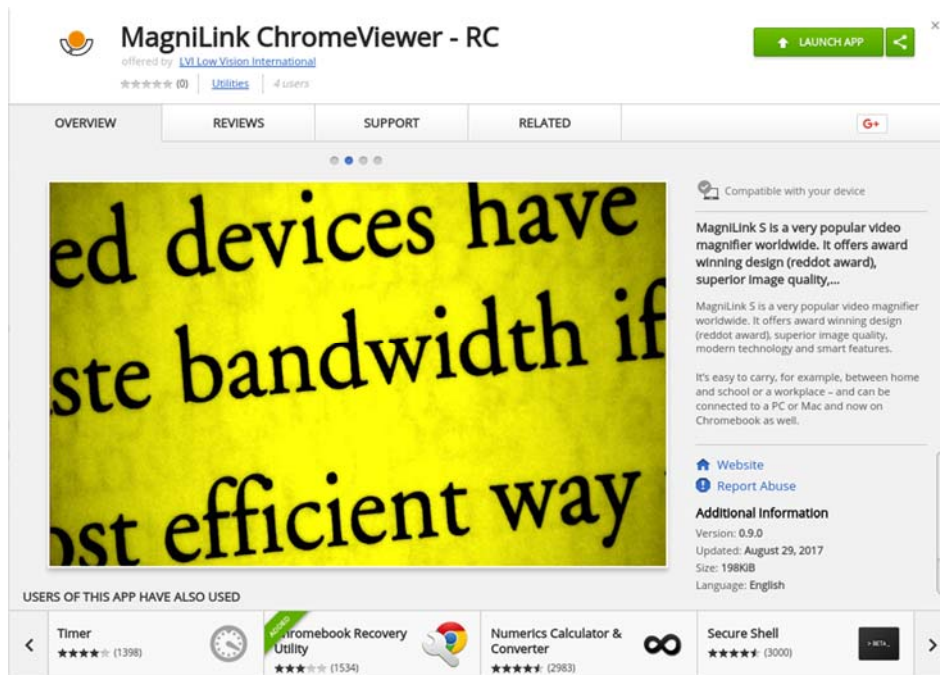 MagniLink ChromeViewer - RC
offered by LVI Low Vision International
(0) Utilities 4 users
LAUNCH APP
OVERVIEW REVIEWS SUPPORT RELATED G+
ed devices have
ste bandwidth if
ost efficient way
Compatible with your device
MagniLink S is a very popular video
magnifier worldwide. It offers award
winning design (reddot award),
superior image quality,...
MagniLink S is a very popular video magnifier
worldwide. It offers award winning design
(reddot award), superior image quality,
modern technology and smart features.
It's easy to carry, for example, between home
and school or a workplace – and can be
connected to a PC or Mac and now on
Chromebook as well.
Website
Report Abuse
Additional Information
Version: 0.9.0
Updated: August 29, 2017
Size: 198KiB
Language: English
USERS OF THIS APP HAVE ALSO USED
Timer
(1398)
ADDED
hromebook Recovery
Utility
(1534)
Numerics Calculator &
Converter
(2983)
Secure Shell
(3000)
> BETA_